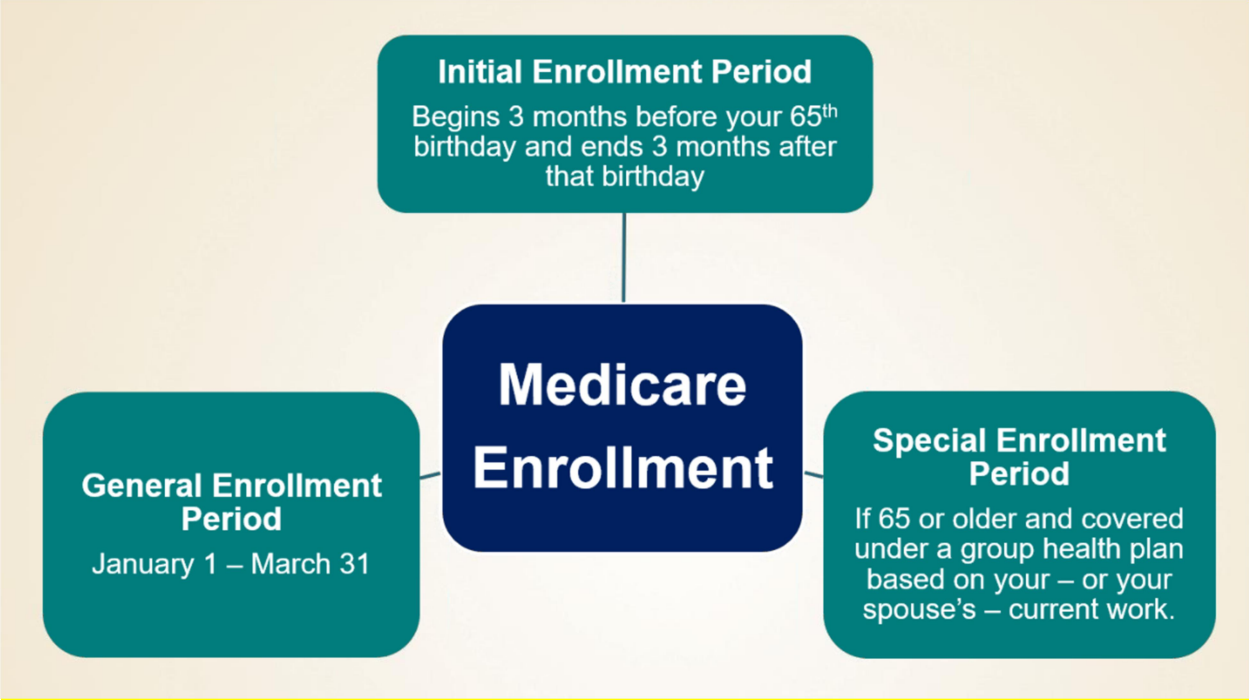 Initial Enrollment Period
Begins 3 months before your 65th
birthday and ends 3 months after
that birthday
Medicare
Enrollment
General Enrollment
Period
January 1 – March 31
Special Enrollment
Period
If 65 or older and covered
under a group health plan
based on your – or your
spouse’s – current work.